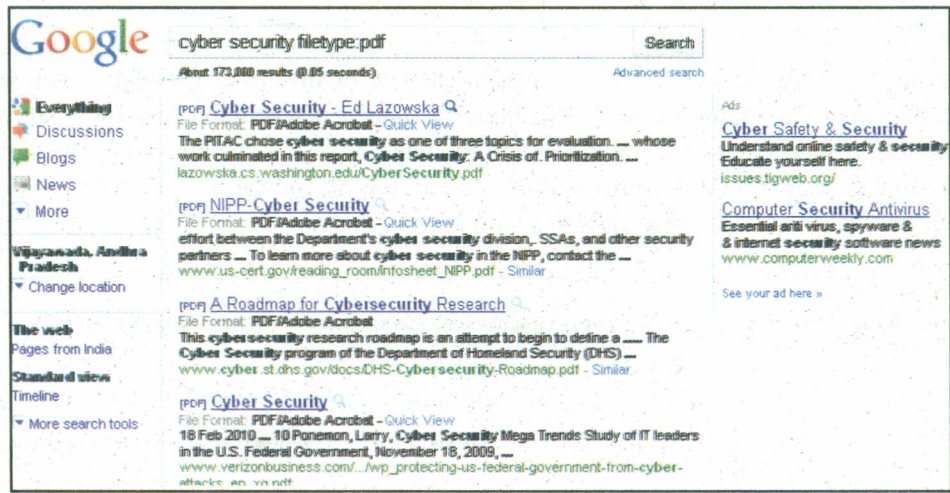 Google
cyber security filetype:pdf
Search
About 173,000 results (0.05 seconds)
Advanced search
Everything
Discussions
Blogs
News
More
Vijayawada, Andhra
Pradesh
Change location
The web
Pages from India
Standard view
Timeline
More search tools
[PDF] Cyber Security - Ed Lazowska
File Format: PDF/Adobe Acrobat - Quick View
The PITAC chose cyber security as one of three topics for evaluation. ... whose
work culminated in this report, Cyber Security: A Crisis of. Prioritization. ...
lazowska.cs.washington.edu/CyberSecurity.pdf
[PDF] NIPP-Cyber Security
File Format: PDF/Adobe Acrobat - Quick View
effort between the Department's cyber security division,. SSAs, and other security
partners .... To learn more about cyber security in the NIPP, contact the ...
www.us-cert.gov/reading_room/infosheet_NIPP.pdf - Similar
[PDF] A Roadmap for Cybersecurity Research
File Format: PDF/Adobe Acrobat
This cybersecurity research roadmap is an attempt to begin to define a ..... The
Cyber Security program of the Department of Homeland Security (DHS) ...
www.cyber.st.dhs.gov/docs/DHS-Cybersecurity-Roadmap.pdf - Similar
[PDF] Cyber Security
File Format: PDF/Adobe Acrobat - Quick View
18 Feb 2010 ... 10 Ponemon, Larry, Cyber Security Mega Trends Study of IT leaders
in the U.S. Federal Government, November 18, 2009, ...
www.verizonbusiness.com/.../wp_protecting-us-federal-government-from-cyber-
attacks_en_xg.pdf
Ads
Cyber Safety & Security
Understand online safety & security
Educate yourself here.
issues.tigweb.org/
Computer Security Antivirus
Essential anti virus, spyware &
& internet security software news
www.computerweekly.com
See your ad here »